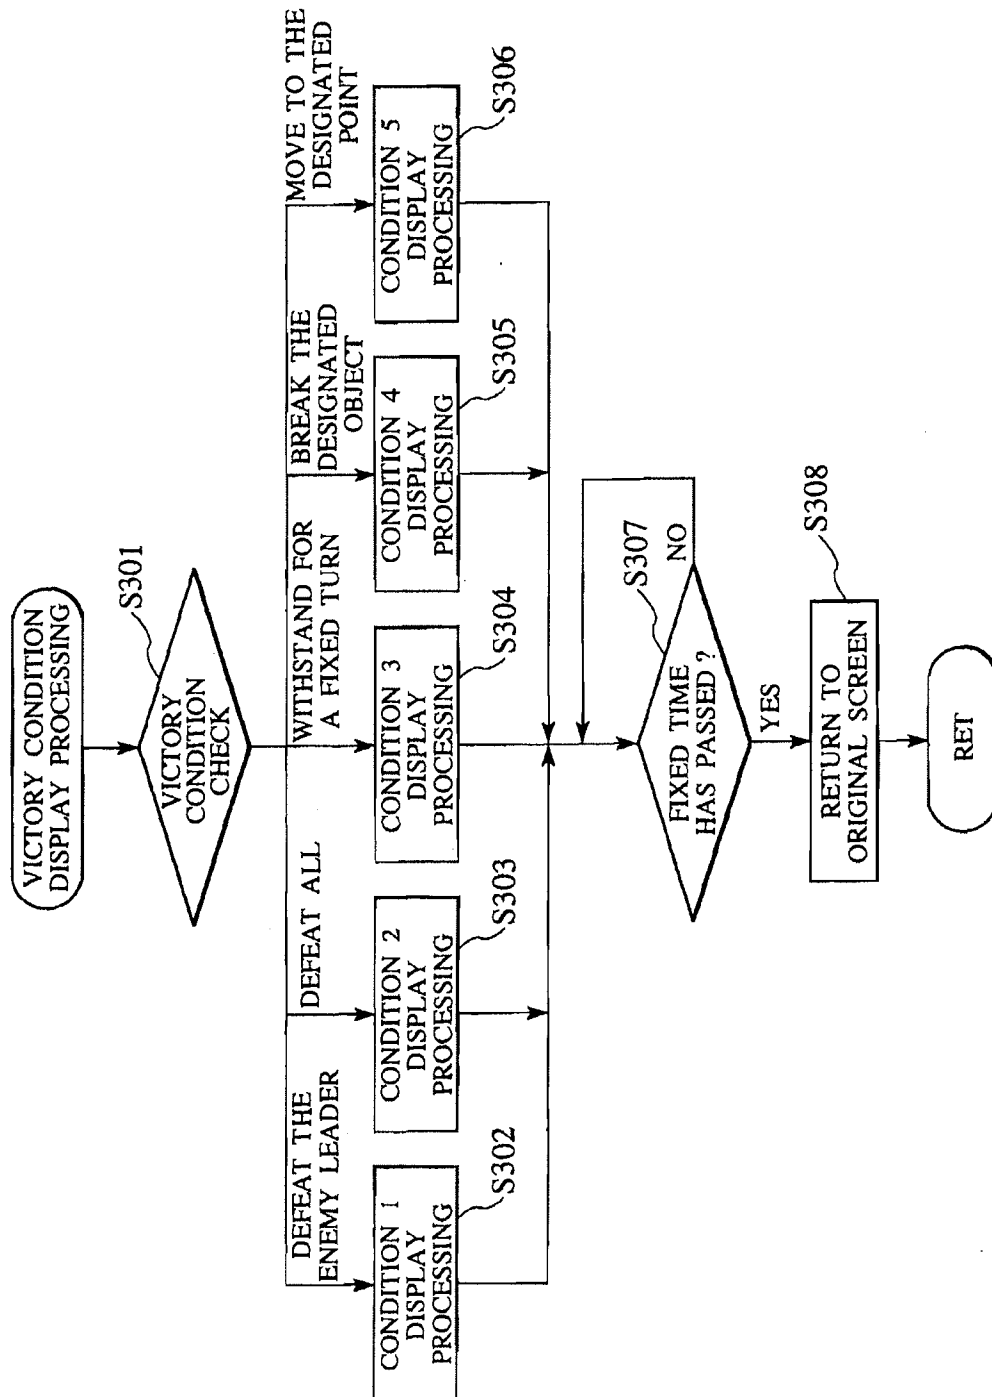 VICTORY CONDITION
DISPLAY PROCESSING
S301
VICTORY
CONDITION
CHECK
DEFEAT THE
ENEMY LEADER
DEFEAT ALL
WITHSTAND FOR
A FIXED TURN
BREAK THE
DESIGNATED
OBJECT
MOVE TO THE
DESIGNATED
POINT
CONDITION 1
DISPLAY
PROCESSING
S302
CONDITION 2
DISPLAY
PROCESSING
S303
CONDITION 3
DISPLAY
PROCESSING
S304
CONDITION 4
DISPLAY
PROCESSING
S305
CONDITION 5
DISPLAY
PROCESSING
S306
S307
FIXED TIME
HAS PASSED ?
NO
YES
S308
RETURN TO
ORIGINAL SCREEN
RET